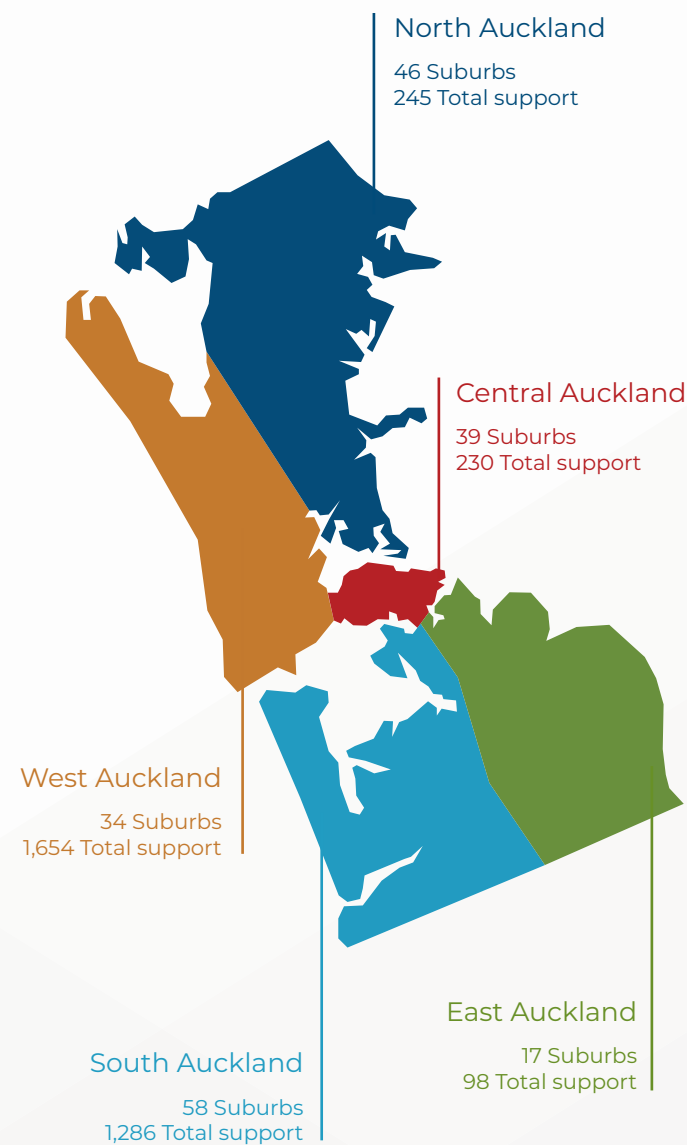 North Auckland
46 Suburbs
245 Total support
Central Auckland
39 Suburbs
230 Total support
West Auckland
34 Suburbs
1,654 Total support
East Auckland
17 Suburbs
98 Total support
South Auckland
58 Suburbs
1,286 Total support